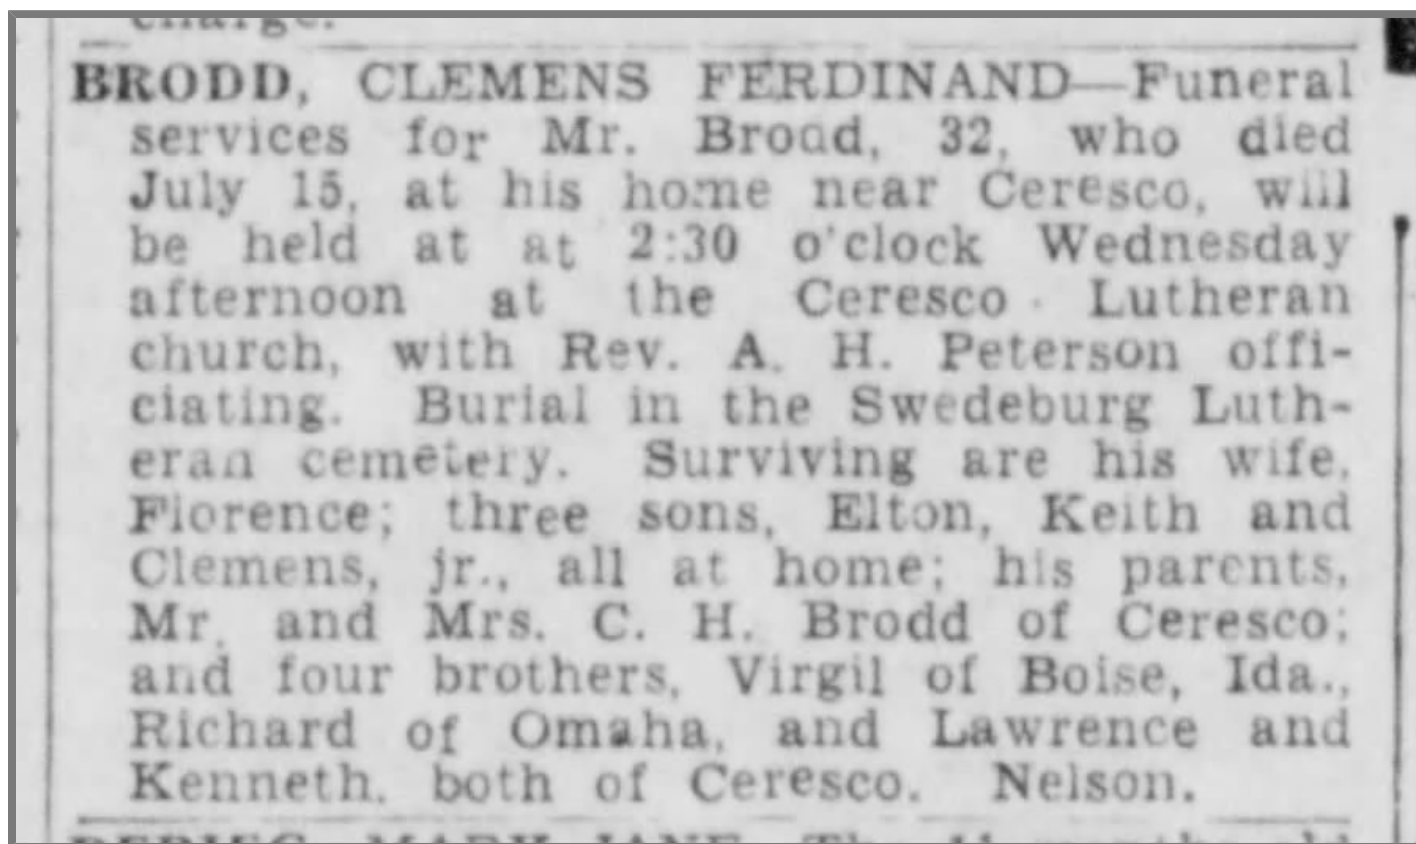 charge.
BRODD, CLEMENS FERDINAND—Funeral
services for Mr. Brodd, 32, who died
July 15, at his home near Ceresco, will
be held at at 2:30 o'clock Wednesday
afternoon at the Ceresco Lutheran
church, with Rev. A. H. Peterson offi-
ciating. Burial in the Swedeburg Luth-
eran cemetery. Surviving are his wife,
Florence; three sons, Elton, Keith and
Clemens, jr., all at home; his parents,
Mr. and Mrs. C. H. Brodd of Ceresco;
and four brothers, Virgil of Boise, Ida.,
Richard of Omaha, and Lawrence and
Kenneth, both of Ceresco. Nelson.
MARY JANE